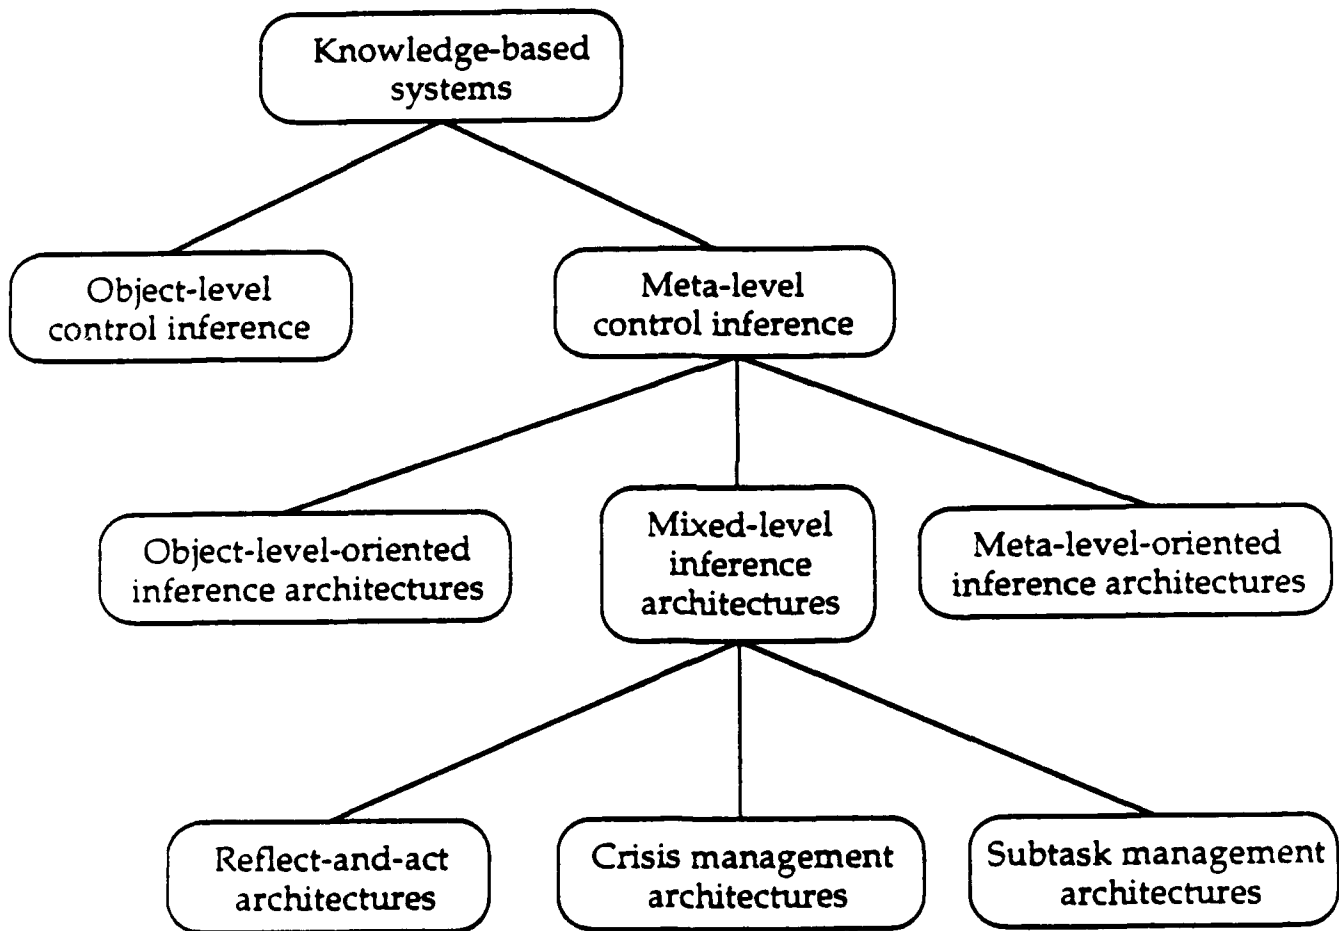 Knowledge-based
systems
Object-level
control inference
Meta-level
control inference
Object-level-oriented
inference architectures
Mixed-level
inference
architectures
Meta-level-oriented
inference architectures
Reflect-and-act
architectures
Crisis management
architectures
Subtask management
architectures